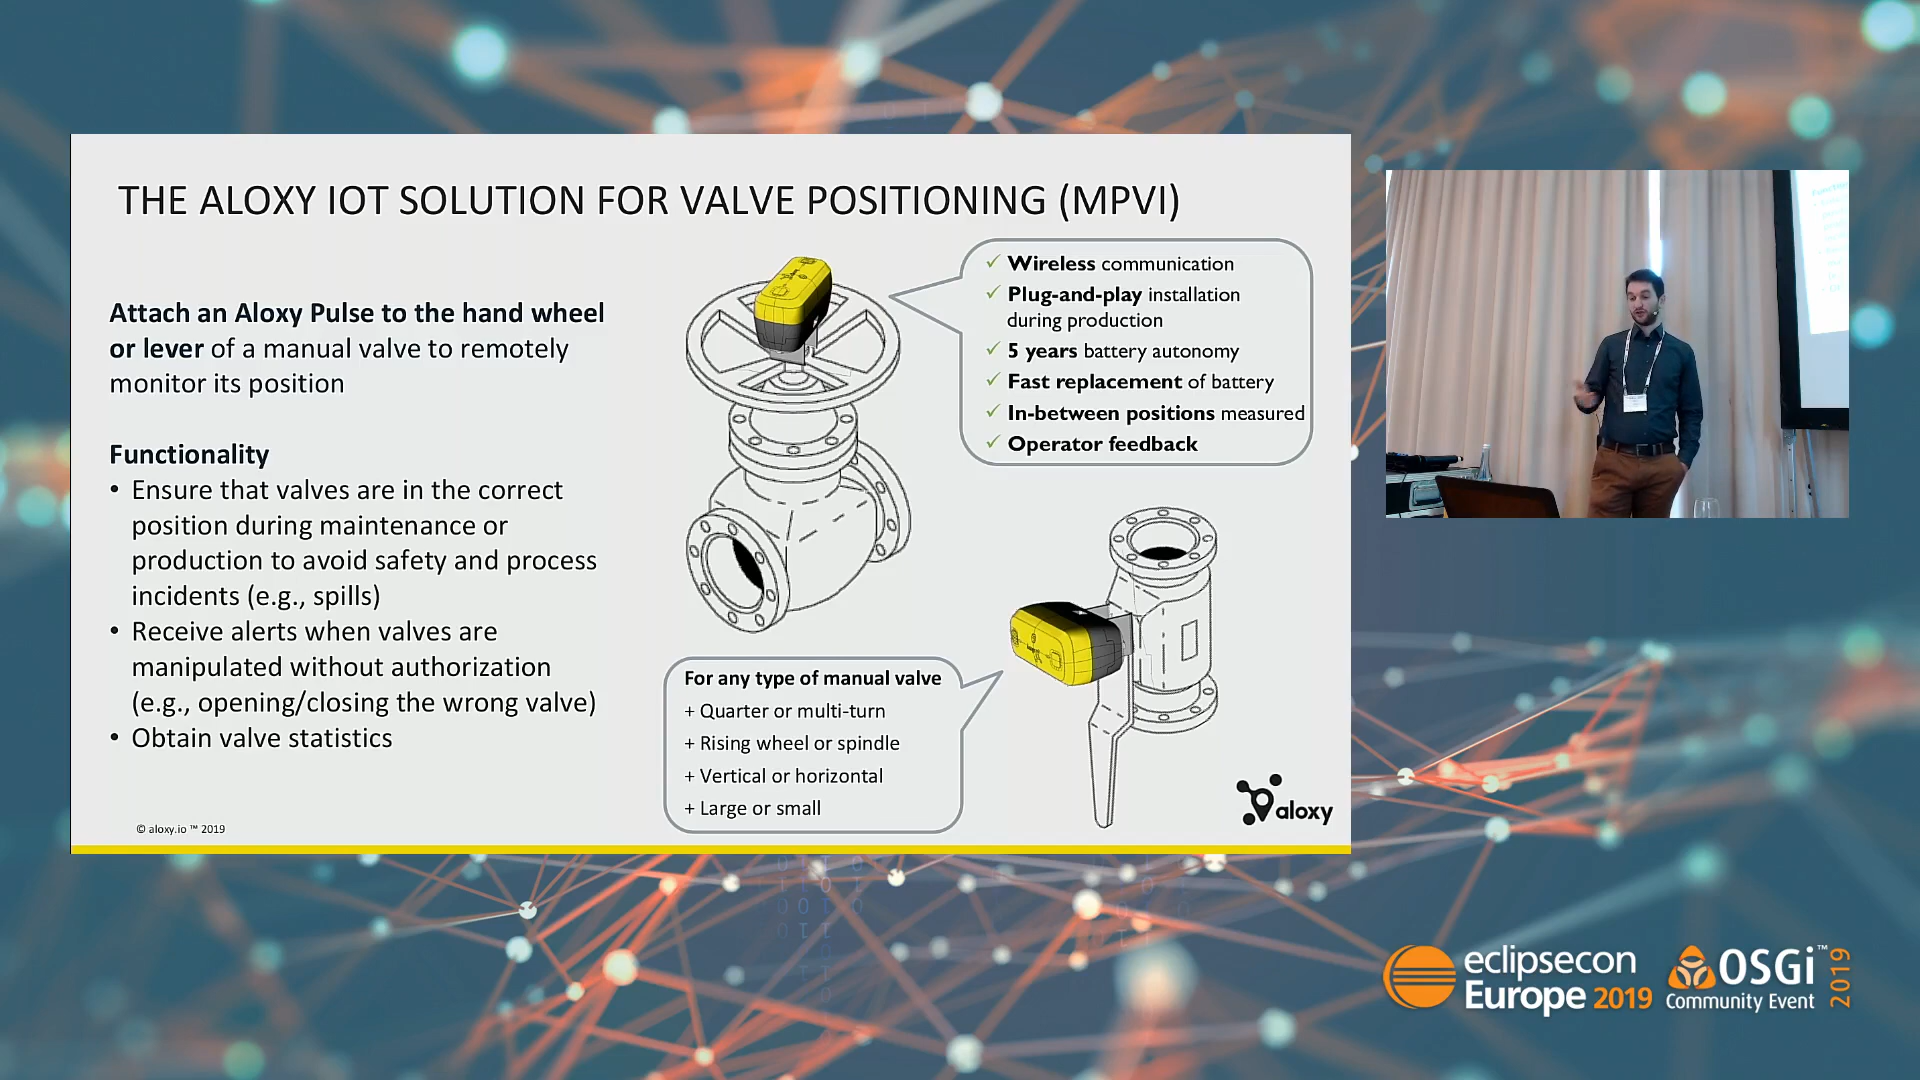 THE ALOXY IOT SOLUTION FOR VALVE POSITIONING (MPVI)
Attach an Aloxy Pulse to the hand wheel
or lever of a manual valve to remotely
monitor its position
Functionality
• Ensure that valves are in the correct
position during maintenance or
production to avoid safety and process
incidents (e.g., spills)
• Receive alerts when valves are
manipulated without authorization
(e.g., opening/closing the wrong valve)
• Obtain valve statistics
✓ Wireless communication
✓ Plug-and-play installation
during production
✓ 5 years battery autonomy
✓ Fast replacement of battery
✓ In-between positions measured
✓ Operator feedback
For any type of manual valve
+ Quarter or multi-turn
+ Rising wheel or spindle
+ Vertical or horizontal
+ Large or small
aloxy
© aloxy.io ™ 2019
eclipsecon
Europe 2019
OSGi™
Community Event
2019